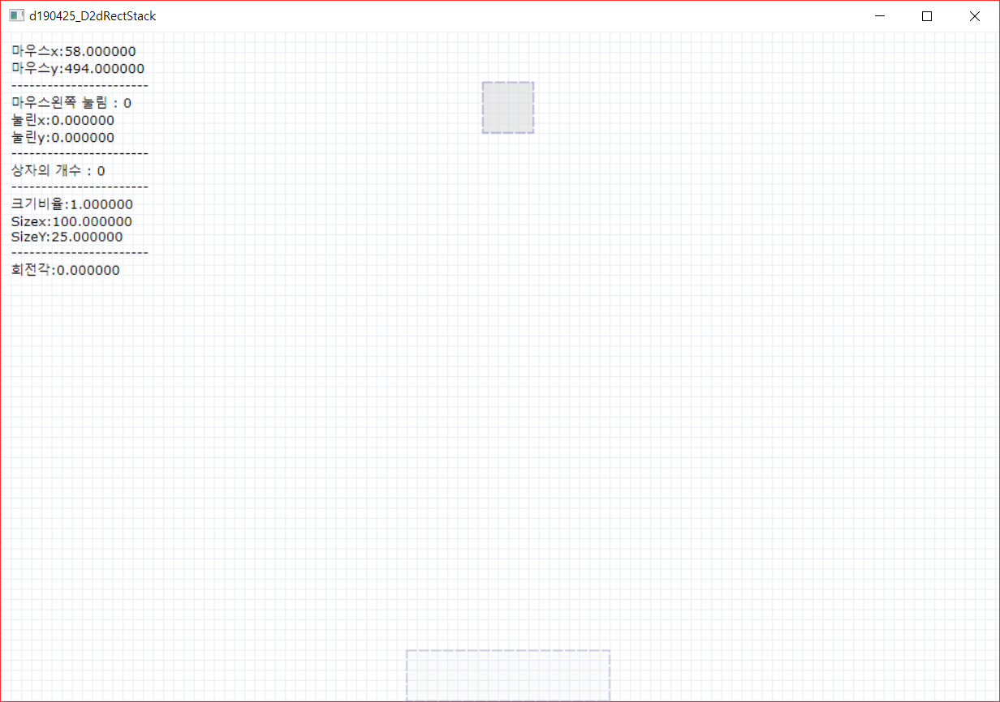 d190425_D2dRectStack
마우스x:58.000000
마우스y:494.000000
-----------------------
마우스왼쪽 눌림 : 0
눌린x:0.000000
눌린y:0.000000
-----------------------
상자의 개수 : 0
-----------------------
크기비율:1.000000
Sizex:100.000000
SizeY:25.000000
-----------------------
회전각:0.000000